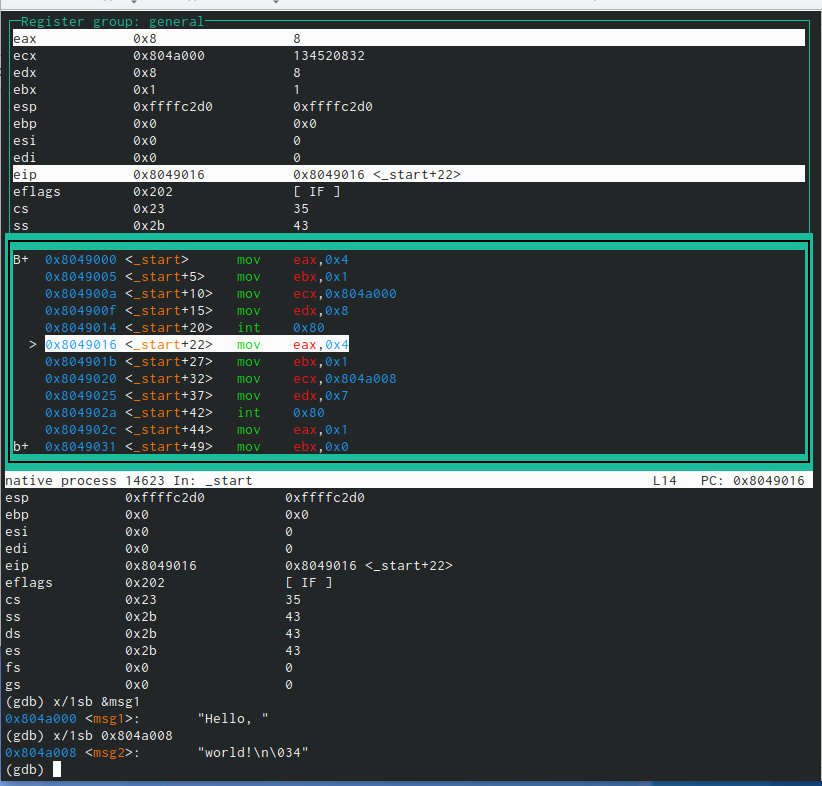 Register group: general
eax 0x8 8
ecx 0x804a000 134520832
edx 0x8 8
ebx 0x1 1
esp 0xffffc2d0 0xffffc2d0
ebp 0x0 0x0
esi 0x0 0
edi 0x0 0
eip 0x8049016 0x8049016 <_start+22>
eflags 0x202 [ IF ]
cs 0x23 35
ss 0x2b 43
B+ 0x8049000 <_start> mov eax,0x4
0x8049005 <_start+5> mov ebx,0x1
0x804900a <_start+10> mov ecx,0x804a000
0x804900f <_start+15> mov edx,0x8
0x8049014 <_start+20> int 0x80
> 0x8049016 <_start+22> mov eax,0x4
0x804901b <_start+27> mov ebx,0x1
0x8049020 <_start+32> mov ecx,0x804a008
0x8049025 <_start+37> mov edx,0x7
0x804902a <_start+42> int 0x80
0x804902c <_start+44> mov eax,0x1
b+ 0x8049031 <_start+49> mov ebx,0x0
native process 14623 In: _start L14 PC: 0x8049016
esp 0xffffc2d0 0xffffc2d0
ebp 0x0 0x0
esi 0x0 0
edi 0x0 0
eip 0x8049016 0x8049016 <_start+22>
eflags 0x202 [ IF ]
cs 0x23 35
ss 0x2b 43
ds 0x2b 43
es 0x2b 43
fs 0x0 0
gs 0x0 0
(gdb) x/1sb &msg1
0x804a000 <msg1>: "Hello, "
(gdb) x/1sb 0x804a008
0x804a008 <msg2>: "world!\n\034"
(gdb)